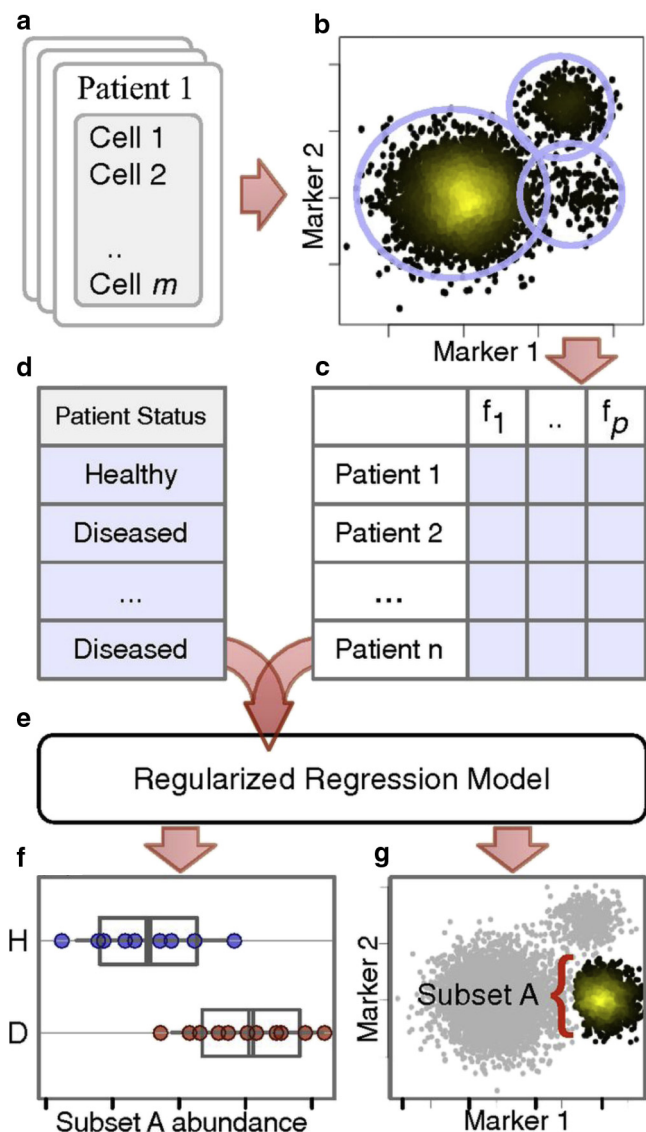 a
Patient 1
Cell 1
Cell 2
..
Cell m
b
Marker 2
Marker 1
d
Patient Status
Healthy
Diseased
...
Diseased
c
f1 .. fp
Patient 1
Patient 2
...
Patient n
e
Regularized Regression Model
f
H
D
Subset A abundance
g
Marker 2
Subset A {
Marker 1